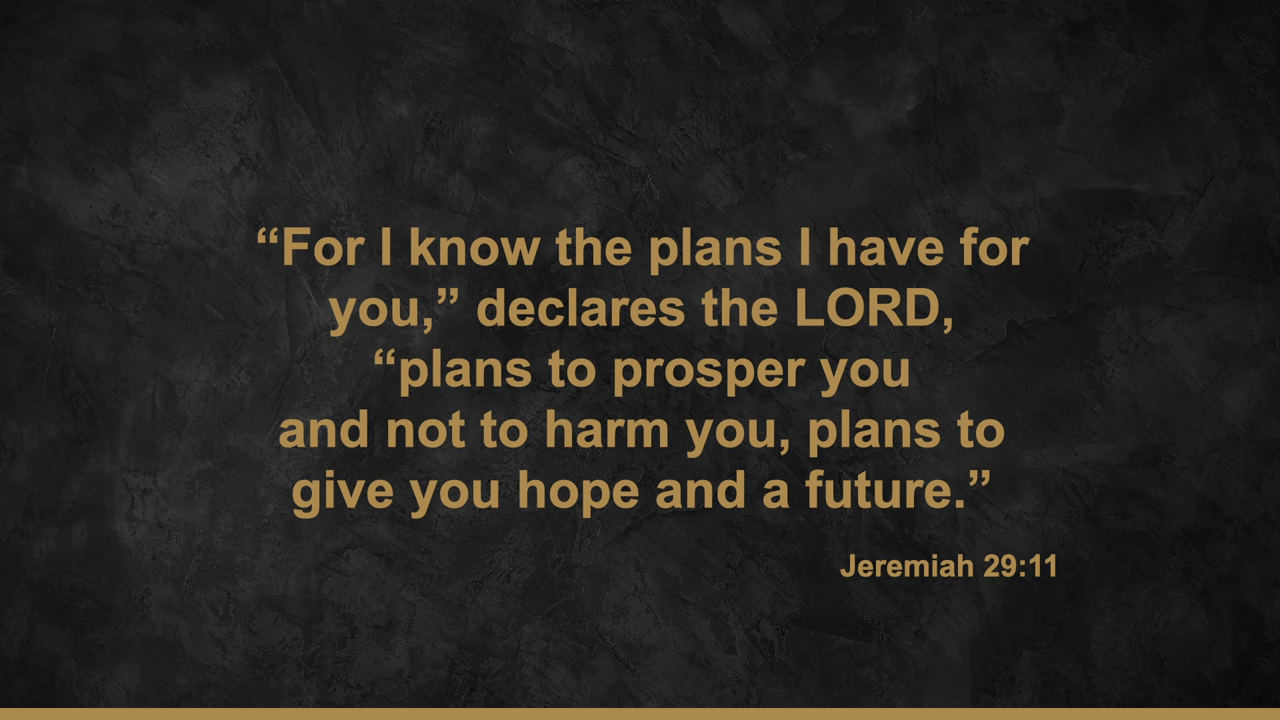 “For I know the plans I have for
you,” declares the LORD,
“plans to prosper you
and not to harm you, plans to
give you hope and a future.”
Jeremiah 29:11